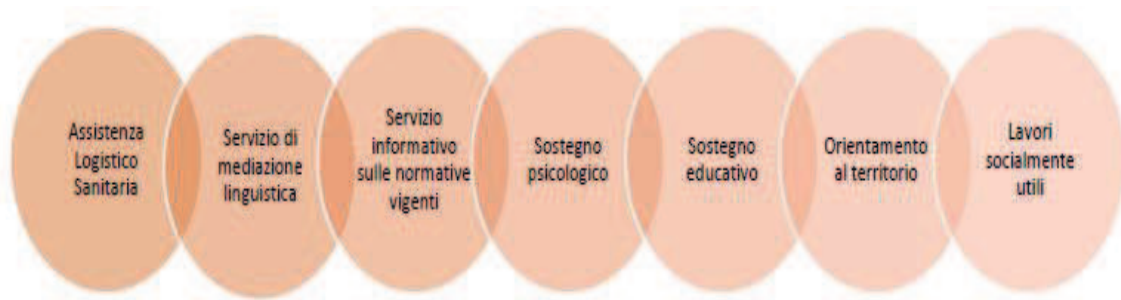 Assistenza
Logistico
Sanitaria
Servizio di
mediazione
linguistica
Servizio
informativo
sulle normative
vigenti
Sostegno
psicologico
Sostegno
educativo
Orientamento
al territorio
Lavori
socialmente
utili